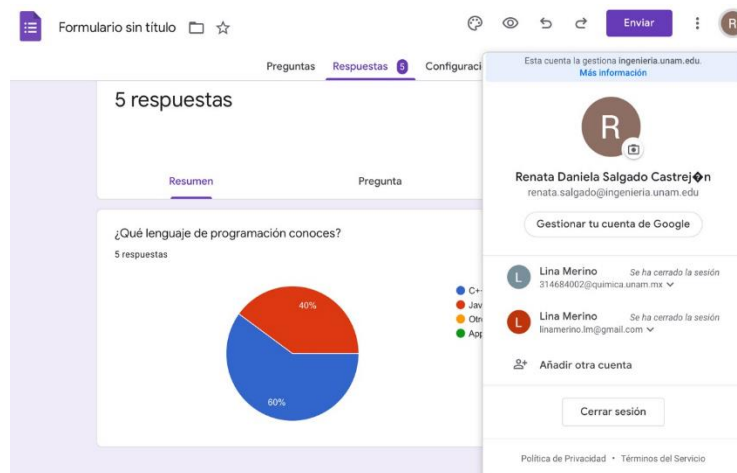 Formulario sin título
Enviar
R
Preguntas Respuestas 5 Configuraci
5 respuestas
Resumen Pregunta
¿Qué lenguaje de programación conoces?
5 respuestas
40%
60%
C+
Jav
Otr
App
Esta cuenta la gestiona ingenieria.unam.edu.
Más información
R
Renata Daniela Salgado Castrej�n
renata.salgado@ingenieria.unam.edu
Gestionar tu cuenta de Google
L
Lina Merino Se ha cerrado la sesión
314684002@quimica.unam.mx
L
Lina Merino Se ha cerrado la sesión
linamerino.lm@gmail.com
Añadir otra cuenta
Cerrar sesión
Política de Privacidad • Términos del Servicio